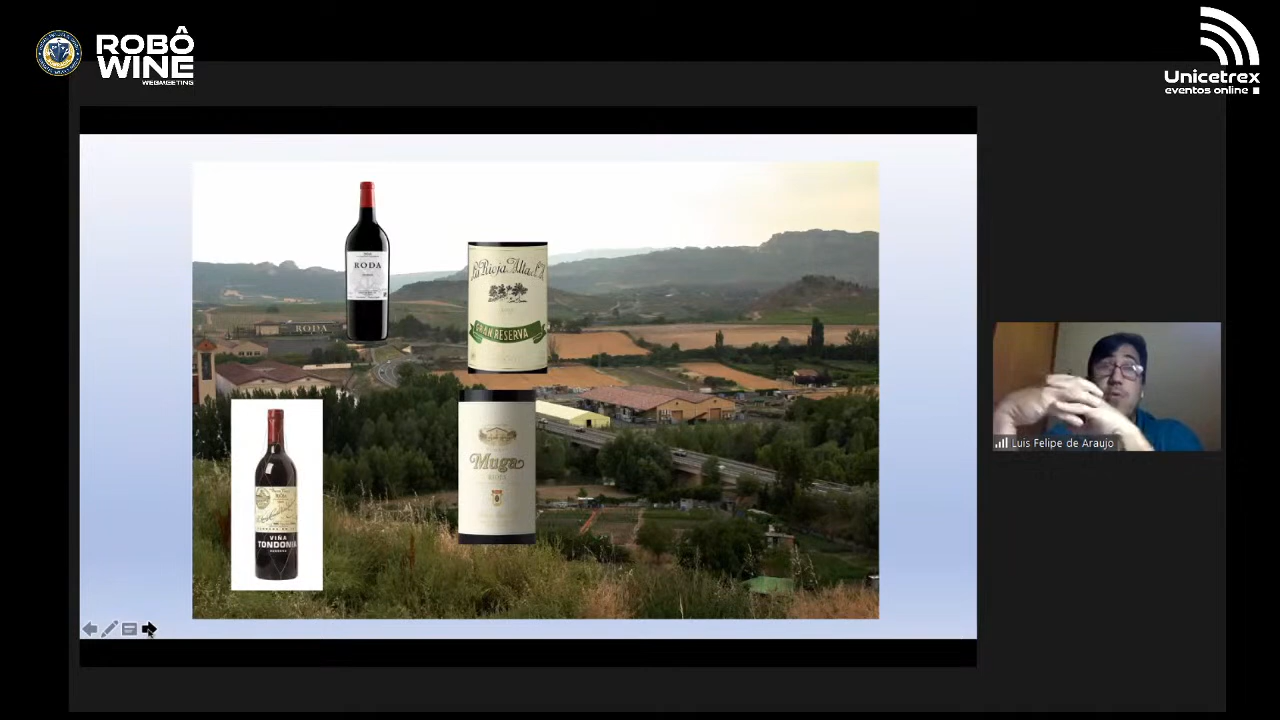 ROBÔ
WINE
WEBMEETING
Unicetrex
eventos online
RODA
RODA
La Rioja Alta, S.A.
GRAN RESERVA
Muga
RIOJA
VIÑA
TONDONIA
RESERVA
Luis Felipe de Araujo